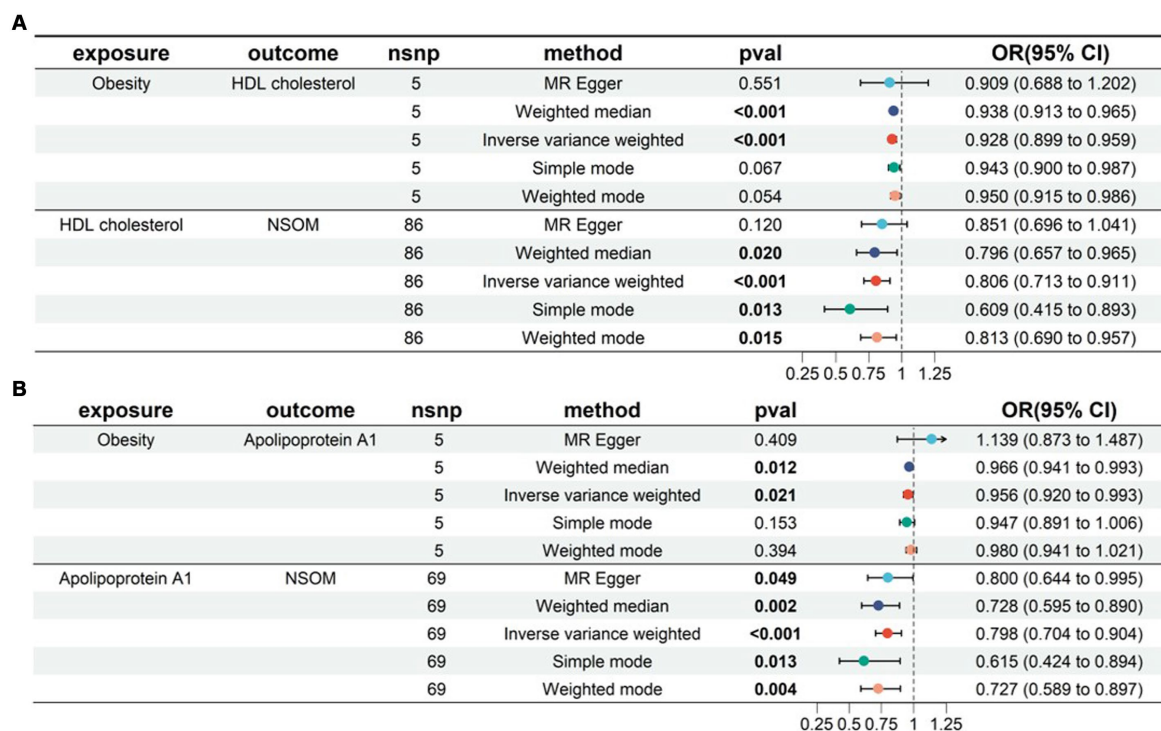 A
exposure outcome nsnp method pval OR(95% CI)
Obesity HDL cholesterol 5 MR Egger 0.551 0.909 (0.688 to 1.202)
5 Weighted median <0.001 0.938 (0.913 to 0.965)
5 Inverse variance weighted <0.001 0.928 (0.899 to 0.959)
5 Simple mode 0.067 0.943 (0.900 to 0.987)
5 Weighted mode 0.054 0.950 (0.915 to 0.986)
HDL cholesterol NSOM 86 MR Egger 0.120 0.851 (0.696 to 1.041)
86 Weighted median 0.020 0.796 (0.657 to 0.965)
86 Inverse variance weighted <0.001 0.806 (0.713 to 0.911)
86 Simple mode 0.013 0.609 (0.415 to 0.893)
86 Weighted mode 0.015 0.813 (0.690 to 0.957)
0.25 0.5 0.75 1 1.25
B
exposure outcome nsnp method pval OR(95% CI)
Obesity Apolipoprotein A1 5 MR Egger 0.409 1.139 (0.873 to 1.487)
5 Weighted median 0.012 0.966 (0.941 to 0.993)
5 Inverse variance weighted 0.021 0.956 (0.920 to 0.993)
5 Simple mode 0.153 0.947 (0.891 to 1.006)
5 Weighted mode 0.394 0.980 (0.941 to 1.021)
Apolipoprotein A1 NSOM 69 MR Egger 0.049 0.800 (0.644 to 0.995)
69 Weighted median 0.002 0.728 (0.595 to 0.890)
69 Inverse variance weighted <0.001 0.798 (0.704 to 0.904)
69 Simple mode 0.013 0.615 (0.424 to 0.894)
69 Weighted mode 0.004 0.727 (0.589 to 0.897)
0.25 0.5 0.75 1 1.25